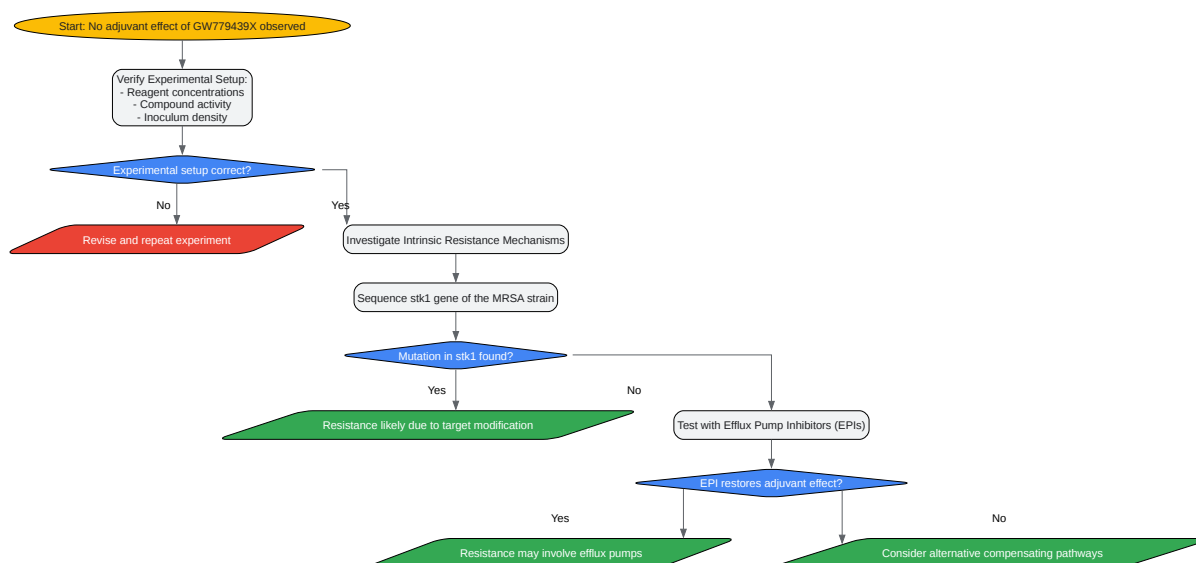 Start: No adjuvant effect of GW779439X observed
Verify Experimental Setup:
- Reagent concentrations
- Compound activity
- Inoculum density
Experimental setup correct?
No
Yes
Revise and repeat experiment
Investigate Intrinsic Resistance Mechanisms
Sequence stk1 gene of the MRSA strain
Mutation in stk1 found?
Yes
No
Resistance likely due to target modification
Test with Efflux Pump Inhibitors (EPIs)
EPI restores adjuvant effect?
Yes
No
Resistance may involve efflux pumps
Consider alternative compensating pathways